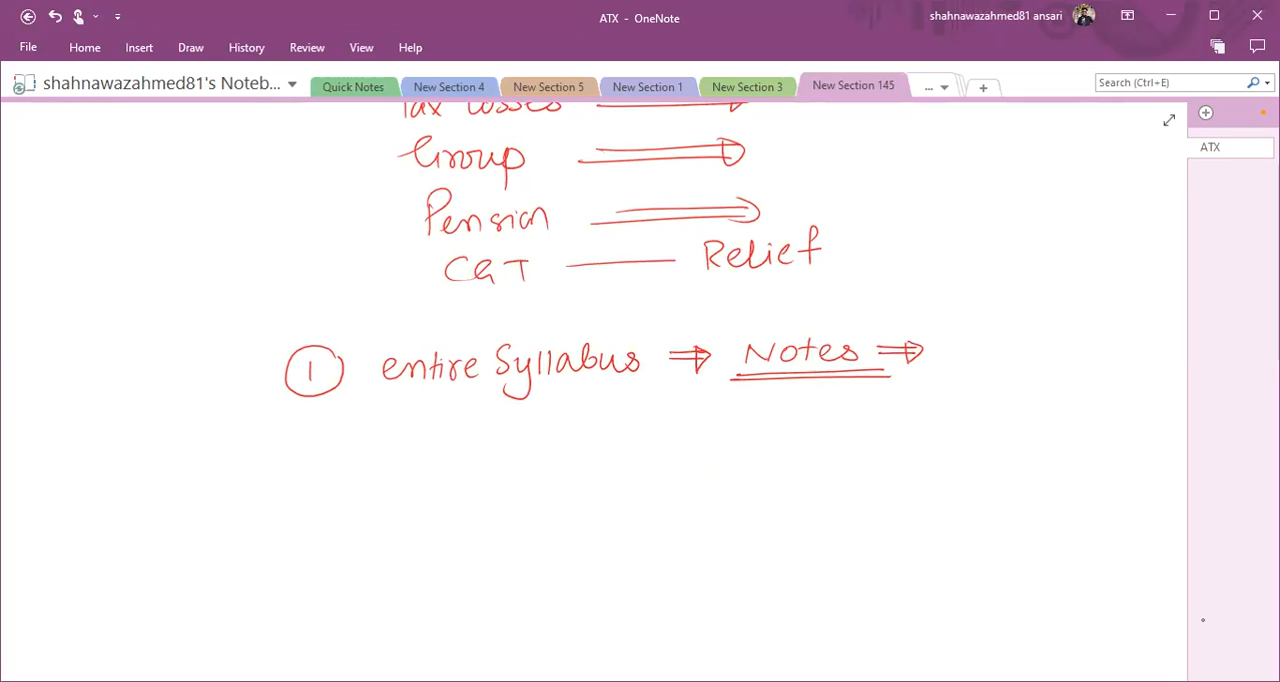 ATX - OneNote
shahnawazahmed81 ansari
File Home Insert Draw History Review View Help
shahnawazahmed81's Noteb... Quick Notes New Section 4 New Section 5 New Section 1 New Section 3 New Section 145 ... Search (Ctrl+E)
ATX
Tax Losses
Group
Pension
CGT Relief
1 entire Syllabus ⇒ Notes ⇒